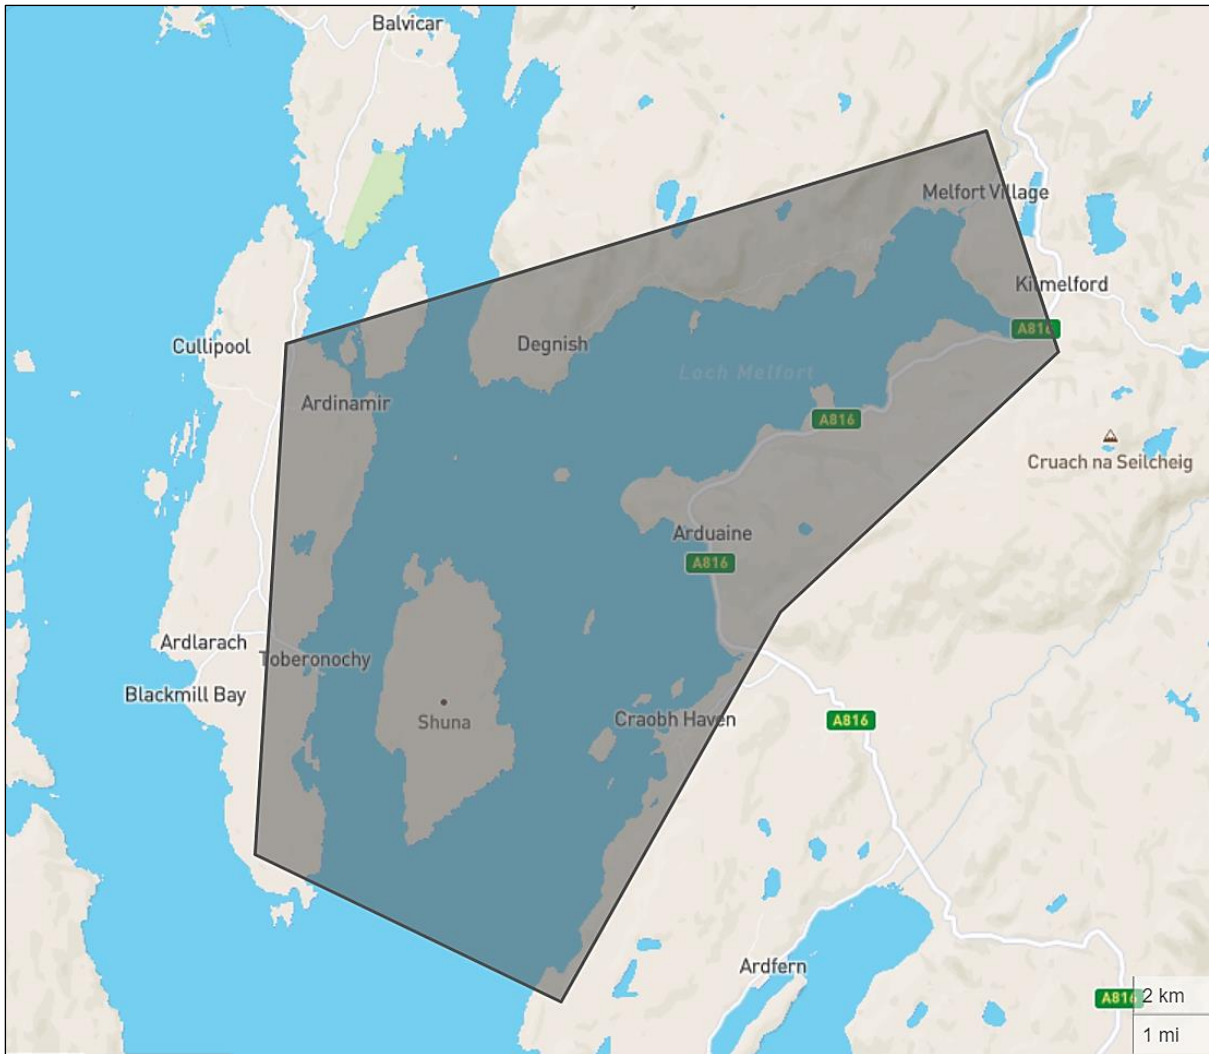 Balvicar
Melfort Village
Kilmelford
A816
Cullipool
Degnish
Loch Melfort
Ardinamir
A816
Cruach na Seilcheig
Arduaine
A816
Ardlarach
Toberonochy
Blackmill Bay
Shuna
Craobh Haven
A816
Ardfern
A816
2 km
1 mi